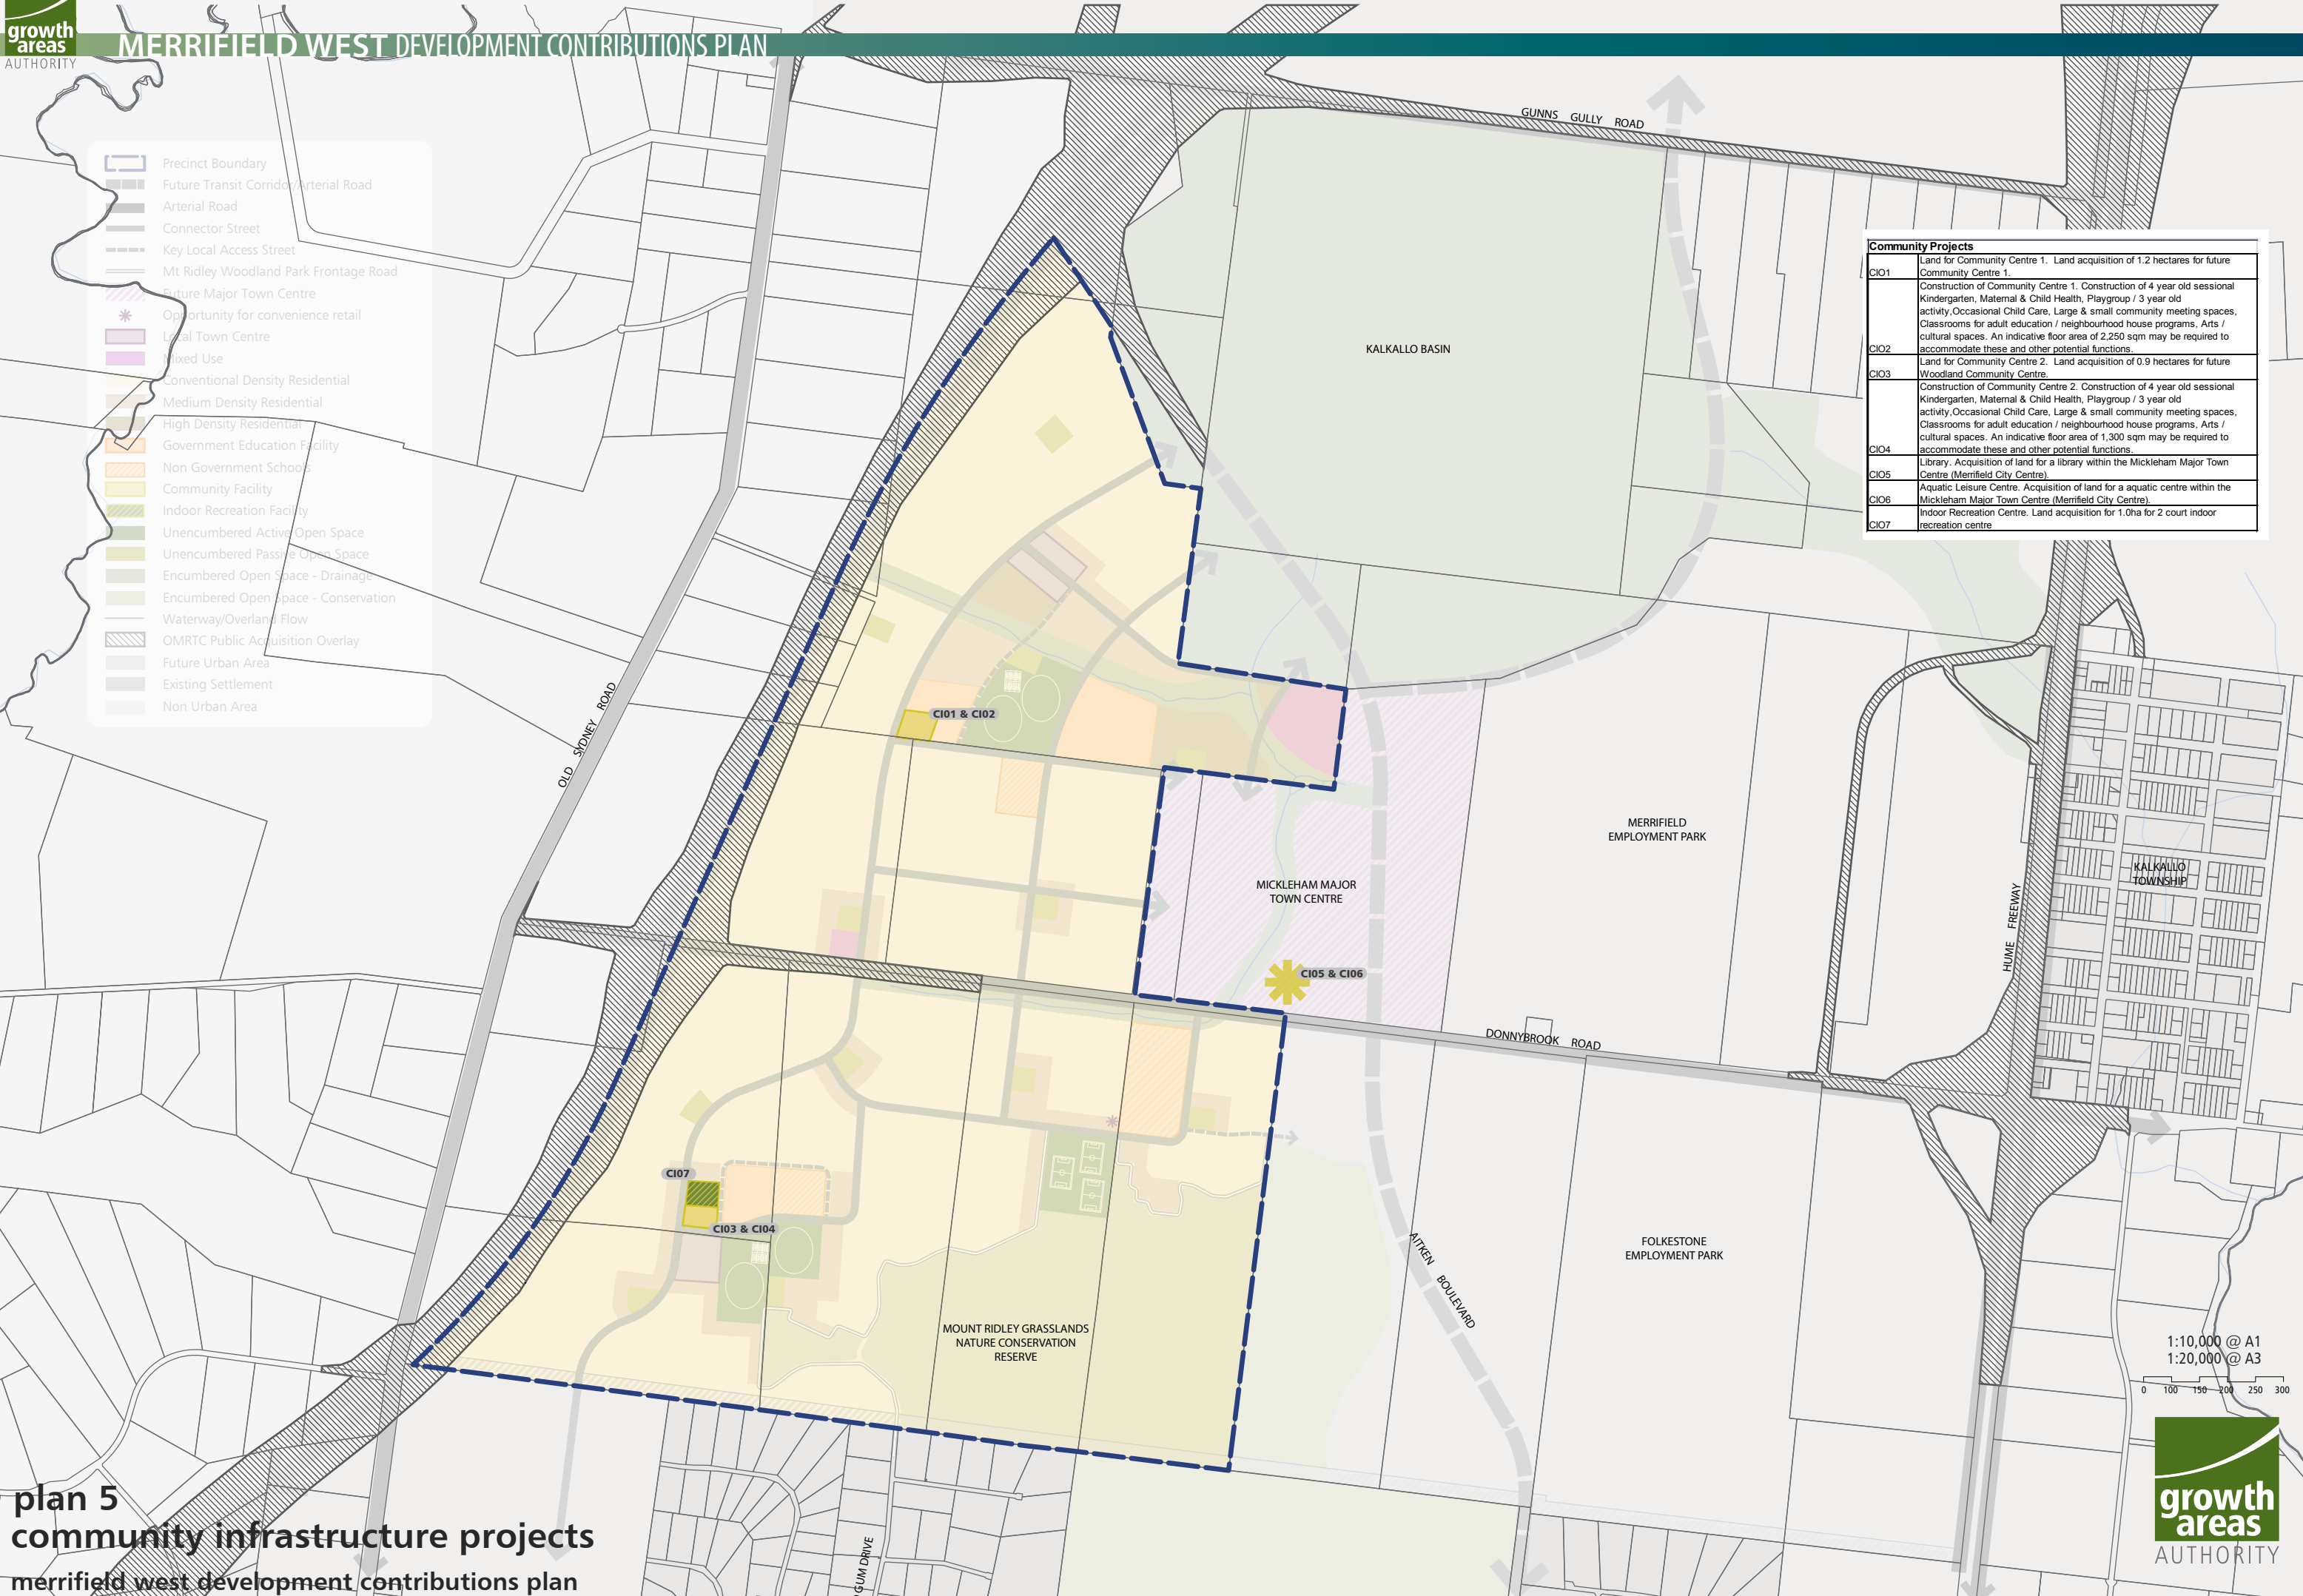 growth
areas
AUTHORITY
MERRIFIELD WEST DEVELOPMENT CONTRIBUTIONS PLAN
Precinct Boundary
Future Transit Corridor/Arterial Road
Arterial Road
Connector Street
Key Local Access Street
Mt Ridley Woodland Park Frontage Road
Future Major Town Centre
Opportunity for convenience retail
Local Town Centre
Mixed Use
Conventional Density Residential
Medium Density Residential
High Density Residential
Government Education Facility
Non Government Schools
Community Facility
Indoor Recreation Facility
Unencumbered Active Open Space
Unencumbered Passive Open Space
Encumbered Open Space - Drainage
Encumbered Open Space - Conservation
Waterway/Overland Flow
OMRTC Public Acquisition Overlay
Future Urban Area
Existing Settlement
Non Urban Area
GUNNS GULLY ROAD
KALKALLO BASIN
Community Projects
CIO1 Land for Community Centre 1. Land acquisition of 1.2 hectares for future
Community Centre 1.
CIO2 Construction of Community Centre 1. Construction of 4 year old sessional
Kindergarten, Maternal & Child Health, Playgroup / 3 year old
activity,Occasional Child Care, Large & small community meeting spaces,
Classrooms for adult education / neighbourhood house programs, Arts /
cultural spaces. An indicative floor area of 2,250 sqm may be required to
accommodate these and other potential functions.
CIO3 Land for Community Centre 2. Land acquisition of 0.9 hectares for future
Woodland Community Centre.
CIO4 Construction of Community Centre 2. Construction of 4 year old sessional
Kindergarten, Maternal & Child Health, Playgroup / 3 year old
activity,Occasional Child Care, Large & small community meeting spaces,
Classrooms for adult education / neighbourhood house programs, Arts /
cultural spaces. An indicative floor area of 1,300 sqm may be required to
accommodate these and other potential functions.
CIO5 Library. Acquisition of land for a library within the Mickleham Major Town
Centre (Merrifield City Centre).
CIO6 Aquatic Leisure Centre. Acquisition of land for a aquatic centre within the
Mickleham Major Town Centre (Merrifield City Centre).
CIO7 Indoor Recreation Centre. Land acquisition for 1.0ha for 2 court indoor
recreation centre
OLD SYDNEY ROAD
CI01 & CI02
MERRIFIELD
EMPLOYMENT PARK
MICKLEHAM MAJOR
TOWN CENTRE
KALKALLO
TOWNSHIP
HUME FREEWAY
CI05 & CI06
DONNYBROOK ROAD
CI07
CI03 & CI04
AITKEN BOULEVARD
FOLKESTONE
EMPLOYMENT PARK
MOUNT RIDLEY GRASSLANDS
NATURE CONSERVATION
RESERVE
1:10,000 @ A1
1:20,000 @ A3
0 100 150 200 250 300
GUM DRIVE
plan 5
community infrastructure projects
merrifield west development contributions plan
growth
areas
AUTHORITY